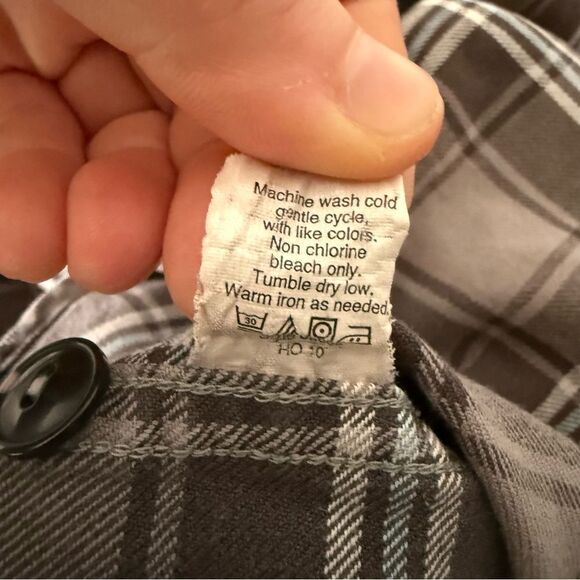 Machine wash cold
gentle cycle,
with like colors.
Non chlorine
bleach only.
Tumble dry low.
Warm iron as needed.
30